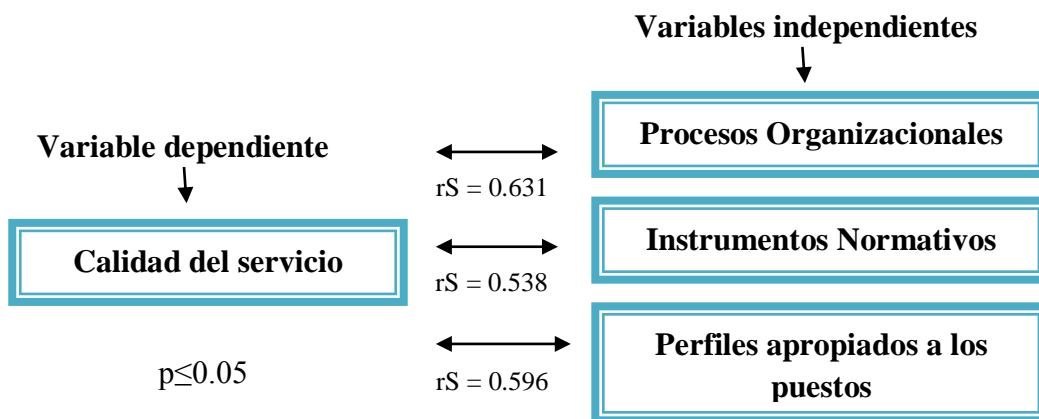 Variables independientes
Procesos Organizacionales
Variable dependiente
rS = 0.631
Calidad del servicio
Instrumentos Normativos
rS = 0.538
p≤0.05
Perfiles apropiados a los
puestos
rS = 0.596